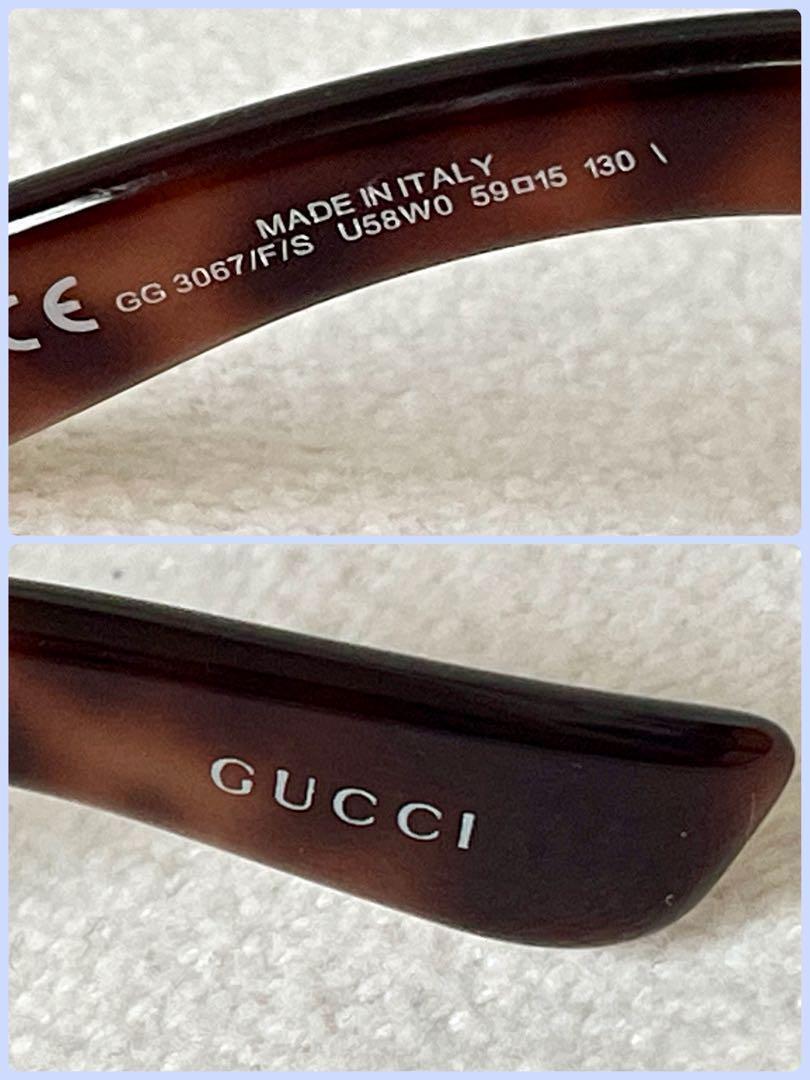 MADE IN ITALY
CE GG 3067/F/S U58W0 59□15 130 \
GUCCI